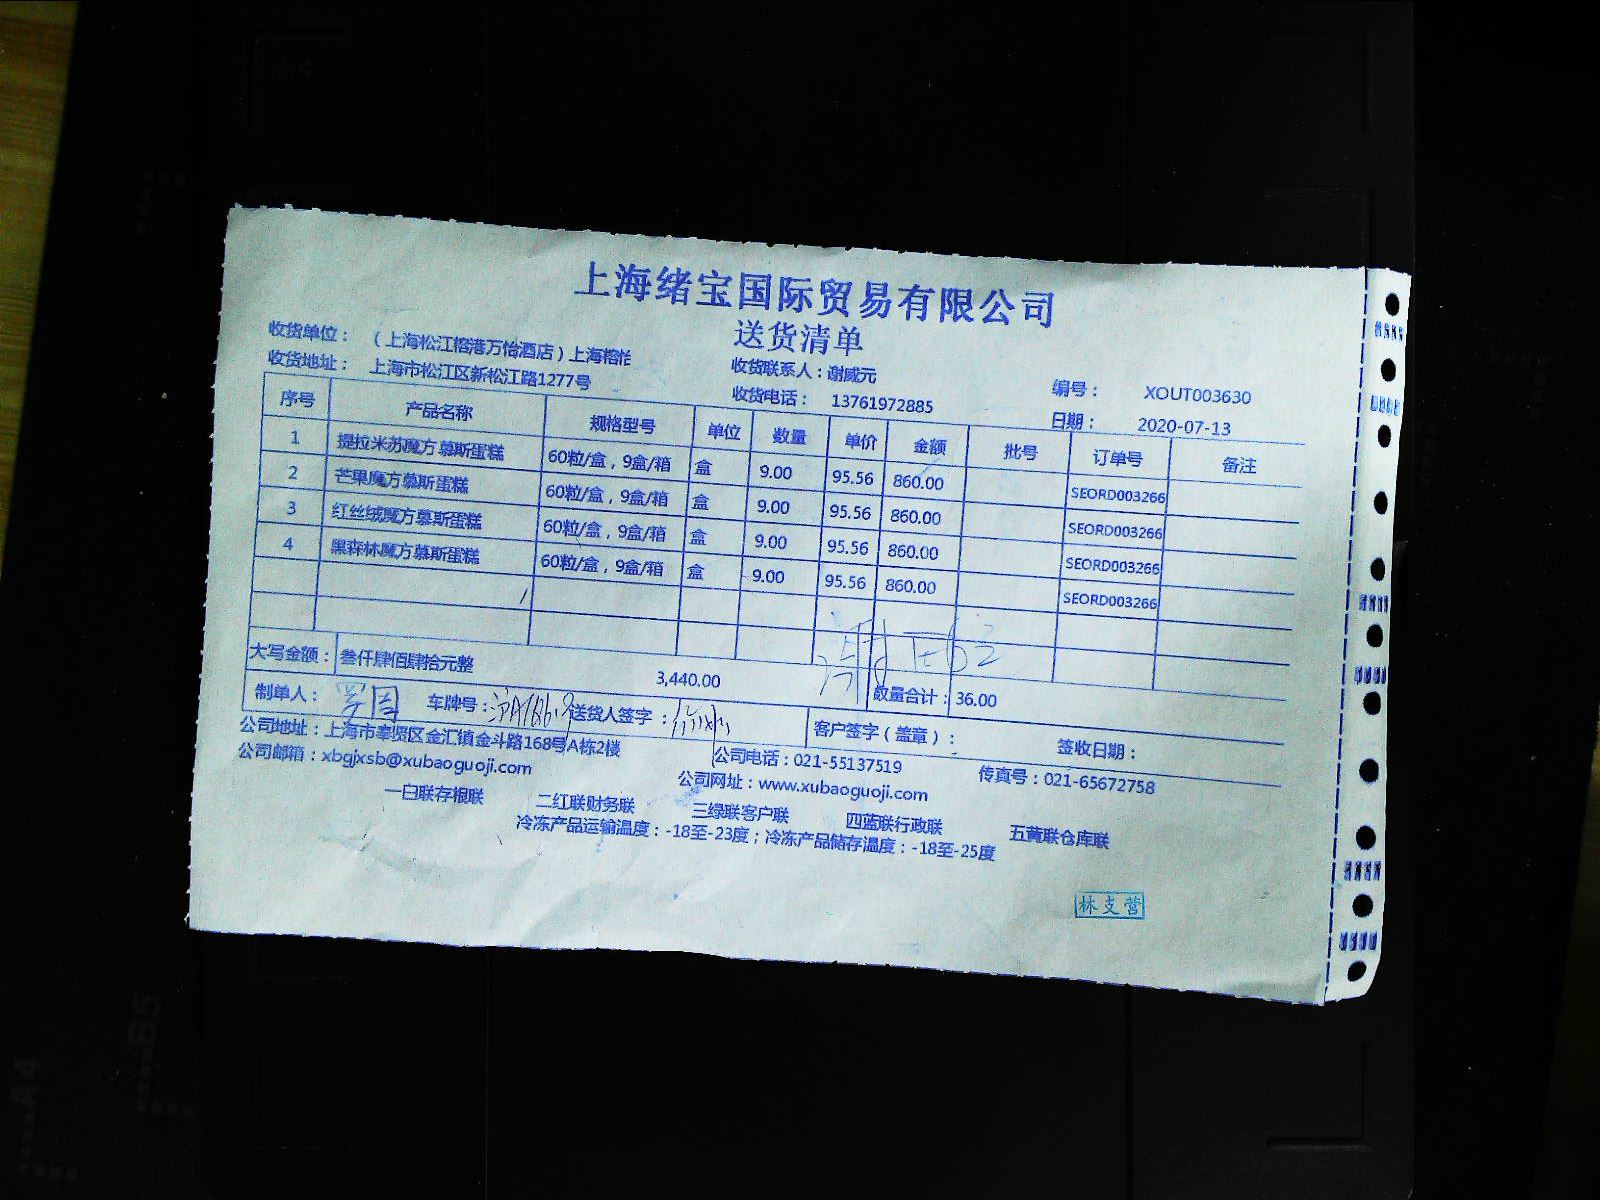 上海绪宝国际贸易有限公司
送货清单
收货单位： （上海松江榕港万怡酒店）上海榕怡 收货联系人：谢威元 编号： XOUT003630
收货地址： 上海市松江区新松江路1277号 收货电话： 13761972885 日期： 2020-07-13
序号 产品名称 规格型号 单位 数量 单价 金额 批号 订单号 备注
1 提拉米苏魔方慕斯蛋糕 60粒/盒，9盒/箱 盒 9.00 95.56 860.00 SEORD003266
2 芒果魔方慕斯蛋糕 60粒/盒，9盒/箱 盒 9.00 95.56 860.00 SEORD003266
3 红丝绒魔方慕斯蛋糕 60粒/盒，9盒/箱 盒 9.00 95.56 860.00 SEORD003266
4 黑森林魔方慕斯蛋糕 60粒/盒，9盒/箱 盒 9.00 95.56 860.00 SEORD003266
大写金额： 叁仟肆佰肆拾元整 3,440.00 数量合计： 36.00
制单人： 车牌号： 送货人签字： 客户签字（盖章）： 签收日期：
公司地址：上海市奉贤区金汇镇金斗路168号A栋2楼 公司电话：021-55137519 传真号：021-65672758
公司邮箱：xbgjxsb@xubaoguoji.com 公司网址：www.xubaoguoji.com
一白联存根联 二红联财务联 三绿联客户联 四蓝联行政联 五黄联仓库联
冷冻产品运输温度：-18至-23度；冷冻产品储存温度：-18至-25度
林支营